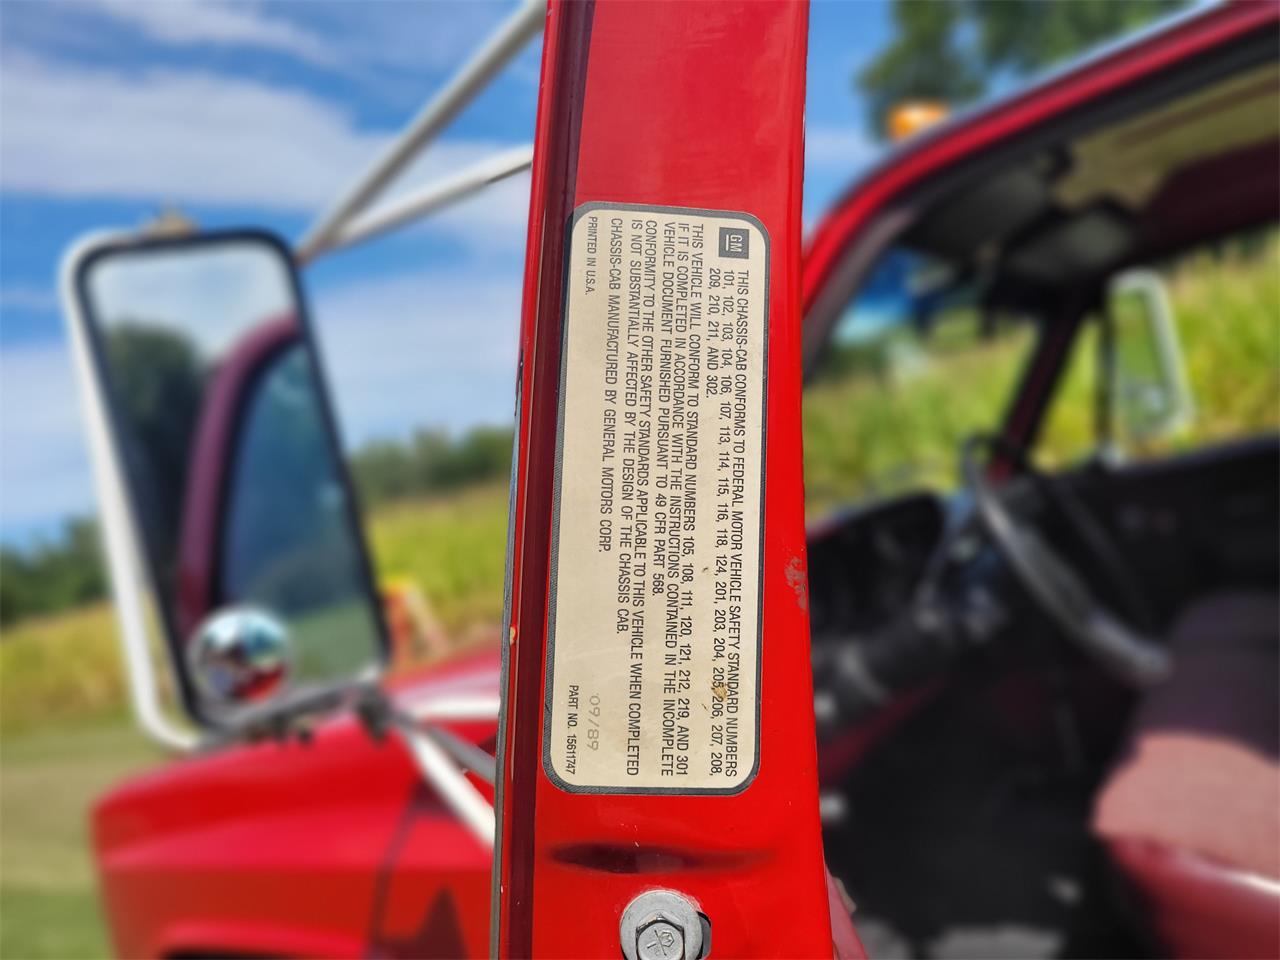 GM
THIS CHASSIS-CAB CONFORMS TO FEDERAL MOTOR VEHICLE SAFETY STANDARD NUMBERS
101, 102, 103, 104, 106, 107, 113, 114, 115, 116, 118, 124, 201, 203, 204, 205, 206, 207, 208,
209, 210, 211, AND 302.
THIS VEHICLE WILL CONFORM TO STANDARD NUMBERS 105, 108, 111, 120, 121, 212, 219, AND 301
IF IT IS COMPLETED IN ACCORDANCE WITH THE INSTRUCTIONS CONTAINED IN THE INCOMPLETE
VEHICLE DOCUMENT FURNISHED PURSUANT TO 49 CFR PART 568.
CONFORMITY TO THE OTHER SAFETY STANDARDS APPLICABLE TO THIS VEHICLE WHEN COMPLETED
IS NOT SUBSTANTIALLY AFFECTED BY THE DESIGN OF THE CHASSIS CAB.
CHASSIS-CAB MANUFACTURED BY GENERAL MOTORS CORP.
09/89
PRINTED IN U.S.A.
PART NO. 15611747